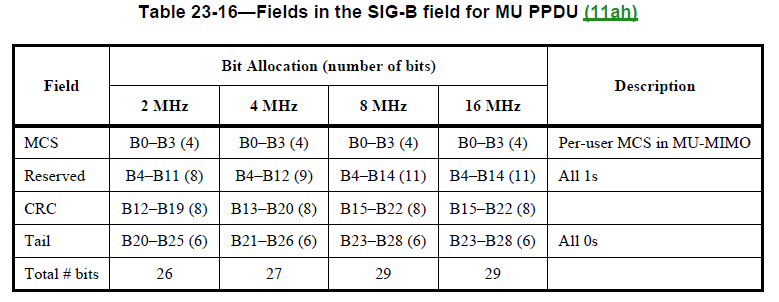 Table 23-16—Fields in the SIG-B field for MU PPDU (11ah)
Field Bit Allocation (number of bits) Description
2 MHz 4 MHz 8 MHz 16 MHz
MCS B0–B3 (4) B0–B3 (4) B0–B3 (4) B0–B3 (4) Per-user MCS in MU-MIMO
Reserved B4–B11 (8) B4–B12 (9) B4–B14 (11) B4–B14 (11) All 1s
CRC B12–B19 (8) B13–B20 (8) B15–B22 (8) B15–B22 (8)
Tail B20–B25 (6) B21–B26 (6) B23–B28 (6) B23–B28 (6) All 0s
Total # bits 26 27 29 29